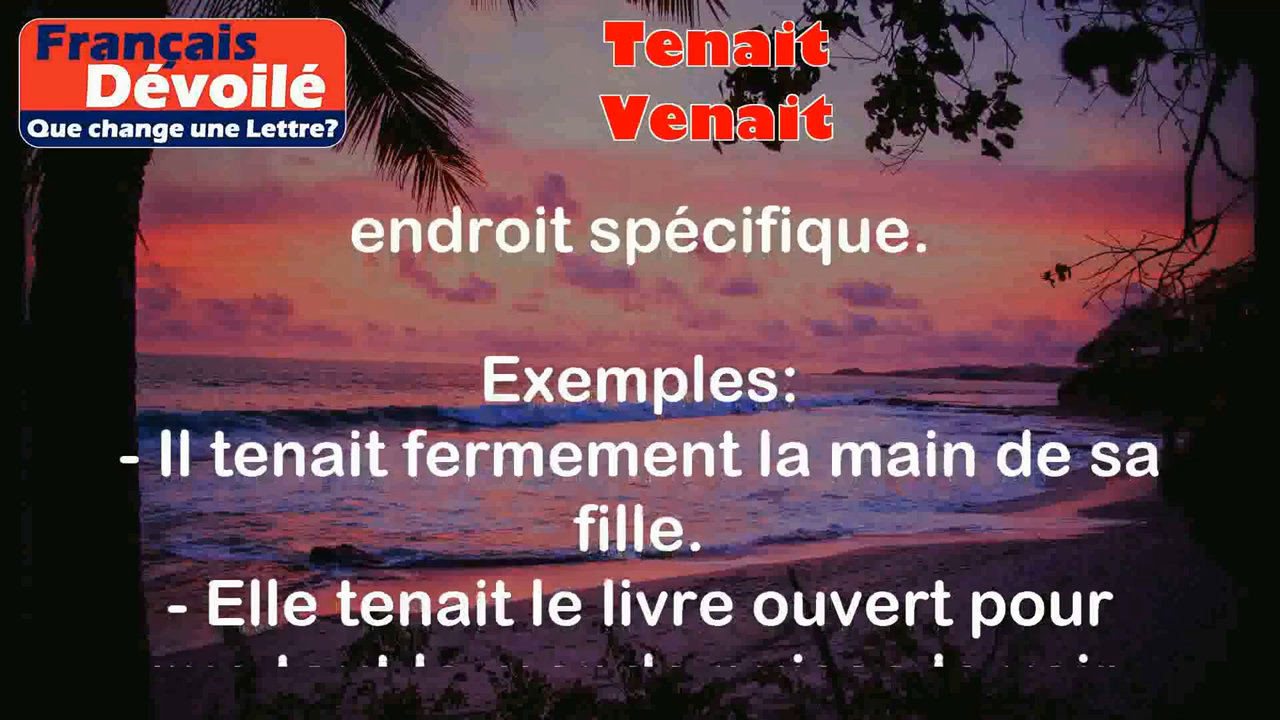 Français
Dévoilé
Que change une Lettre?
Tenait
Venait
endroit spécifique.
Exemples:
- Il tenait fermement la main de sa
fille.
- Elle tenait le livre ouvert pour